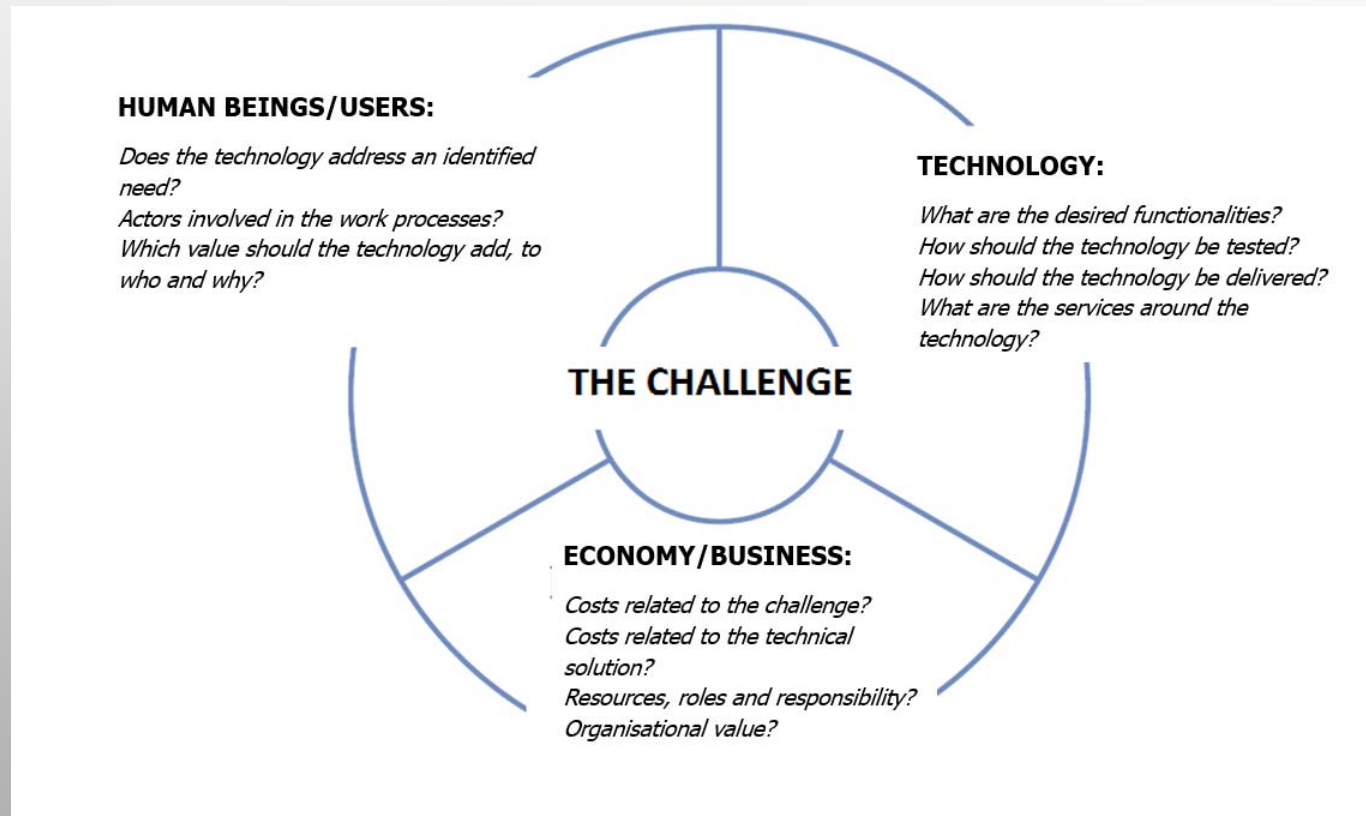 HUMAN BEINGS/USERS:
Does the technology address an identified
need?
Actors involved in the work processes?
Which value should the technology add, to
who and why?
TECHNOLOGY:
What are the desired functionalities?
How should the technology be tested?
How should the technology be delivered?
What are the services around the
technology?
THE CHALLENGE
ECONOMY/BUSINESS:
Costs related to the challenge?
Costs related to the technical
solution?
Resources, roles and responsibility?
Organisational value?